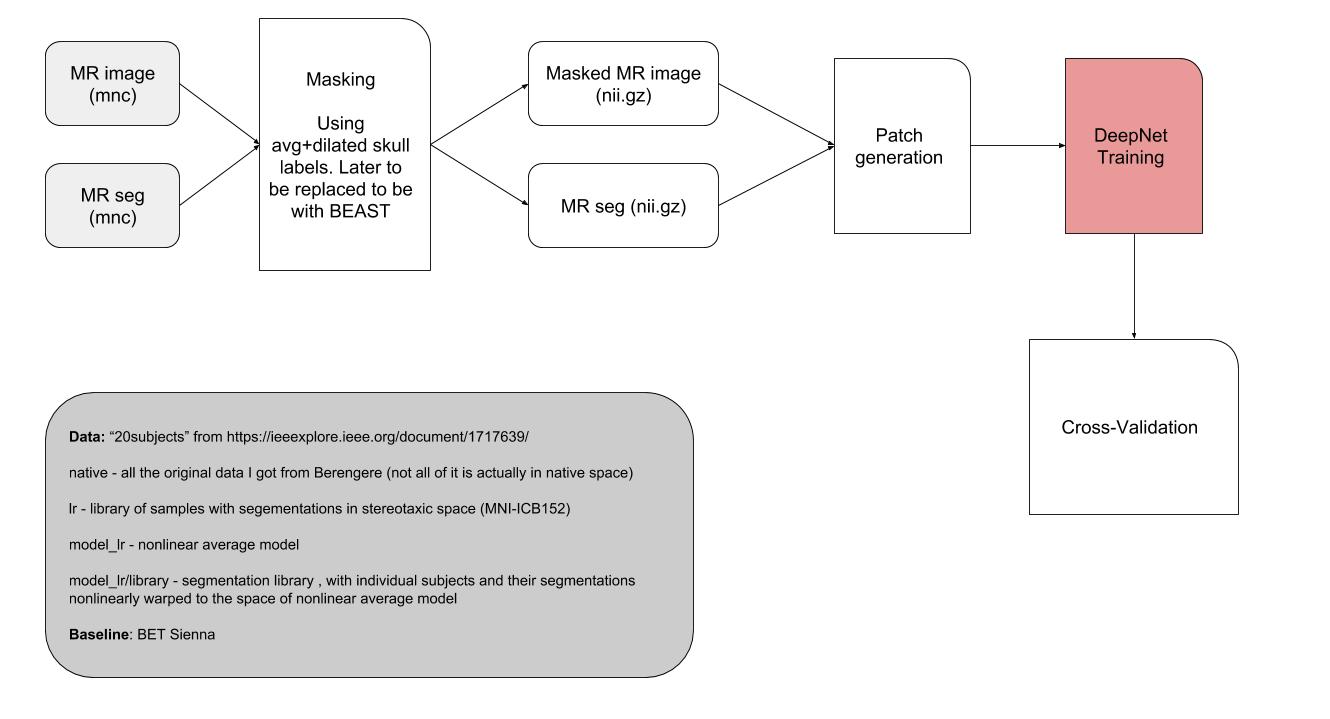 MR image
(mnc)
MR seg
(mnc)
Masking
Using
avg+dilated skull
labels. Later to
be replaced to be
with BEAST
Masked MR image
(nii.gz)
MR seg (nii.gz)
Patch
generation
DeepNet
Training
Cross-Validation
Data: “20subjects” from https://ieeexplore.ieee.org/document/1717639/
native - all the original data I got from Berengere (not all of it is actually in native space)
lr - library of samples with segementations in stereotaxic space (MNI-ICB152)
model_lr - nonlinear average model
model_lr/library - segmentation library , with individual subjects and their segmentations
nonlinearly warped to the space of nonlinear average model
Baseline: BET Sienna